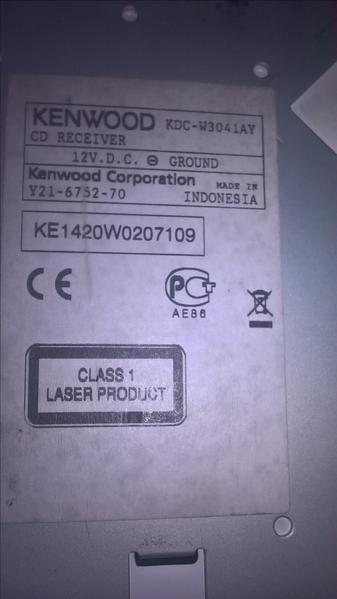 KENWOOD KDC-W3041AY
CD RECEIVER
12V.D.C. ⊖ GROUND
Kenwood Corporation MADE IN
Y21-6752-70 INDONESIA
KE1420W0207109
CE PCT
AE86
CLASS 1
LASER PRODUCT